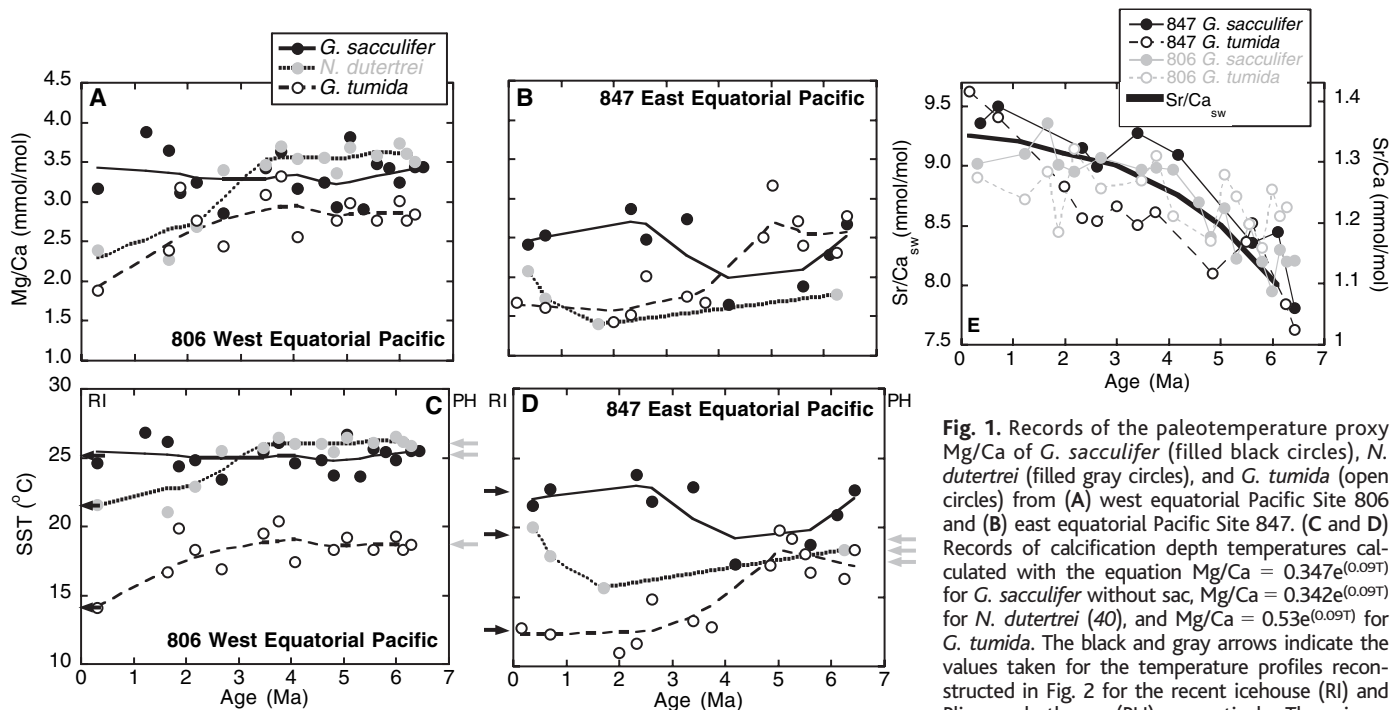 G. sacculifer
N. dutertrei
G. tumida
A
806 West Equatorial Pacific
Mg/Ca (mmol/mol)
4.5
4.0
3.5
3.0
2.5
2.0
1.5
1.0
B
847 East Equatorial Pacific
847 G. sacculifer
847 G. tumida
806 G. sacculifer
806 G. tumida
Sr/Ca sw
Sr/Ca sw (mmol/mol)
9.5
9.0
8.5
8.0
7.5
E
1.4
1.3
1.2
1.1
1
Sr/Ca (mmol/mol)
0 1 2 3 4 5 6 7
Age (Ma)
RI
C
PH
806 West Equatorial Pacific
SST (°C)
30
25
20
15
10
0 1 2 3 4 5 6 7
Age (Ma)
RI
D
847 East Equatorial Pacific
PH
0 1 2 3 4 5 6 7
Age (Ma)
Fig. 1. Records of the paleotemperature proxy
Mg/Ca of G. sacculifer (filled black circles), N.
dutertrei (filled gray circles), and G. tumida (open
circles) from (A) west equatorial Pacific Site 806
and (B) east equatorial Pacific Site 847. (C and D)
Records of calcification depth temperatures cal-
culated with the equation Mg/Ca = 0.347e(0.09T)
for G. sacculifer without sac, Mg/Ca = 0.342e(0.09T)
for N. dutertrei (40), and Mg/Ca = 0.53e(0.09T) for
G. tumida. The black and gray arrows indicate the
values taken for the temperature profiles recon-
structed in Fig. 2 for the recent icehouse (RI) and